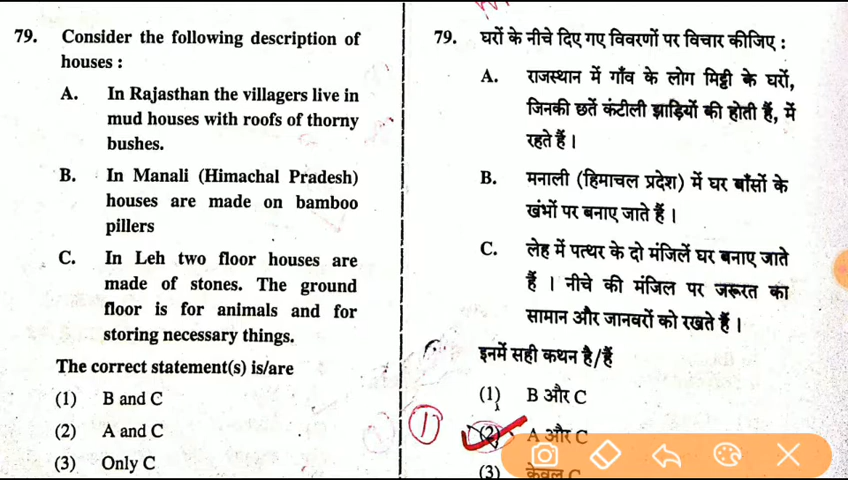 79. Consider the following description of
houses :
A. In Rajasthan the villagers live in
mud houses with roofs of thorny
bushes.
B. In Manali (Himachal Pradesh)
houses are made on bamboo
pillers
C. In Leh two floor houses are
made of stones. The ground
floor is for animals and for
storing necessary things.
The correct statement(s) is/are
(1) B and C
(2) A and C
(3) Only C
79. घरों के नीचे दिए गए विवरणों पर विचार कीजिए :
A. राजस्थान में गाँव के लोग मिट्टी के घरों,
जिनकी छतें कंटीली झाड़ियों की होती हैं, में
रहते हैं ।
B. मनाली (हिमाचल प्रदेश) में घर बाँसों के
खंभों पर बनाए जाते हैं ।
C. लेह में पत्थर के दो मंजिलें घर बनाए जाते
हैं । नीचे की मंजिल पर जरूरत का
सामान और जानवरों को रखते हैं ।
इनमें सही कथन है/हैं
(1) B और C
(2) A और C
(3) केवल C
1